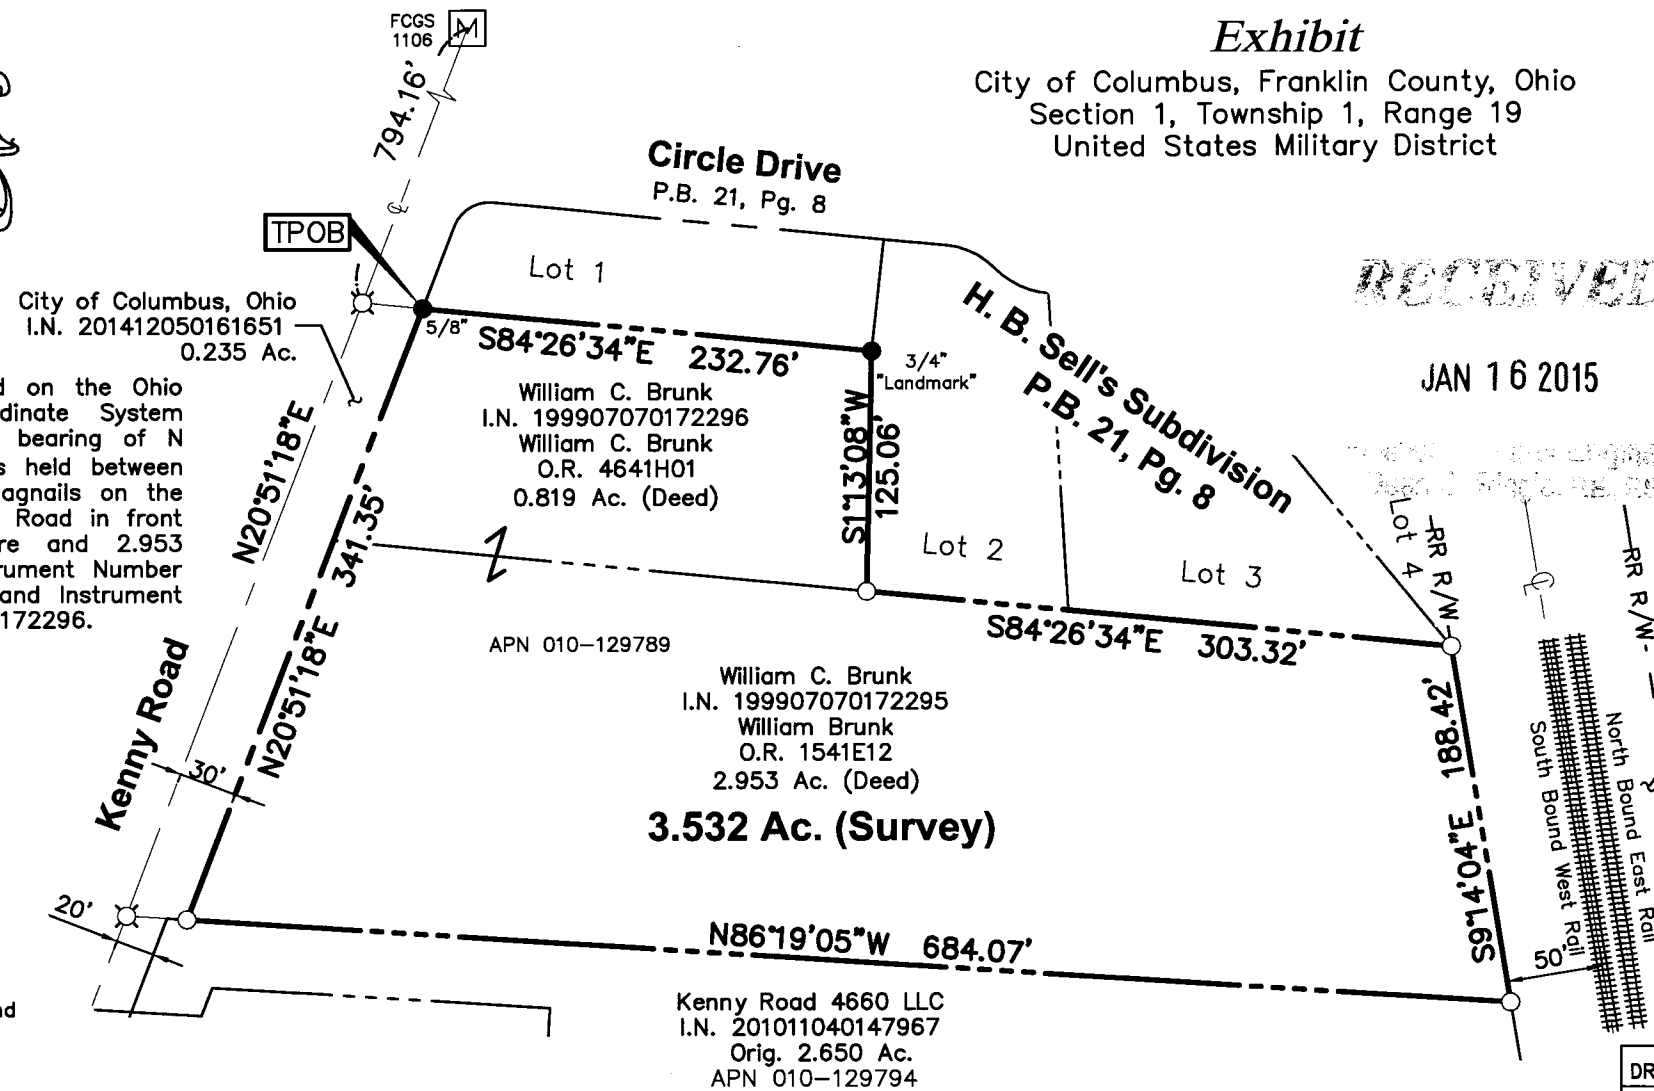 Exhibit
City of Columbus, Franklin County, Ohio
Section 1, Township 1, Range 19
United States Military District
FCGS
1106
794.16'
Circle Drive
P.B. 21, Pg. 8
TPOB
Lot 1
City of Columbus, Ohio
I.N. 201412050161651
0.235 Ac.
5/8"
S84°26'34"E 232.76'
3/4"
"Landmark"
H. B. Sell's Subdivision
P.B. 21, Pg. 8
RECEIVED
JAN 16 2015
on the Ohio
System
bearing of N
held between
on the
Road in front
and 2.953
Number
and Instrument
172296.
N20°51'18"E
William C. Brunk
I.N. 199907070172296
William C. Brunk
O.R. 4641H01
0.819 Ac. (Deed)
S1°13'08"W
125.06'
N20°51'18"E 341.35'
Lot 2
Lot 3
Lot 4
RR R/W
RR R/W
S84°26'34"E 303.32'
APN 010-129789
William C. Brunk
I.N. 199907070172295
William Brunk
O.R. 1541E12
2.953 Ac. (Deed)
3.532 Ac. (Survey)
Kenny Road
30'
20'
S9°14'04"E 188.42'
South Bound West Rail
North Bound East Rail
50'
N86°19'05"W 684.07'
Kenny Road 4660 LLC
I.N. 201011040147967
Orig. 2.650 Ac.
APN 010-129794
DR